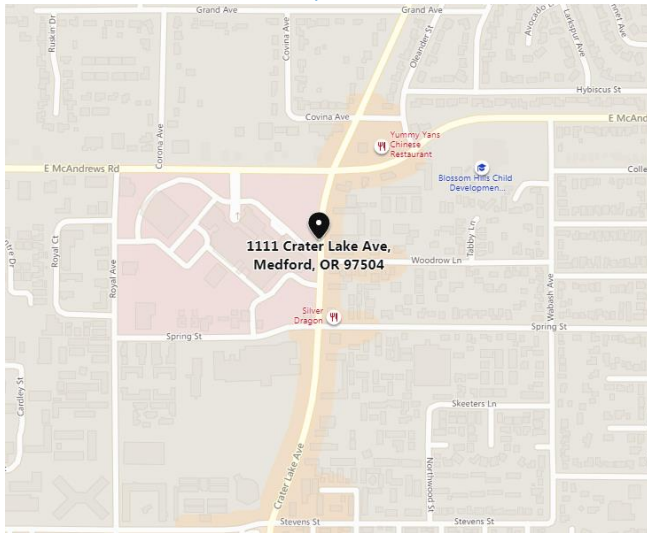 Grand Ave
Grand Ave
Ruskin Dr
Covina Ave
Oleander St
Larkspur Ave
Hybiscus St
Corona Ave
Covina Ave
E McAnd
Yummy Yans
Chinese
Restaurant
E McAndrews Rd
Blossom Hills Child
Developmen...
Colle
1111 Crater Lake Ave,
Medford, OR 97504
Royal Ct
Tabby Ln
Woodrow Ln
Royal Ave
Wabash Ave
Silver
Dragon
Spring St
Spring St
Cardley St
Skeeters Ln
Northwood St
Crater Lake Ave
Stevens St
Stevens St